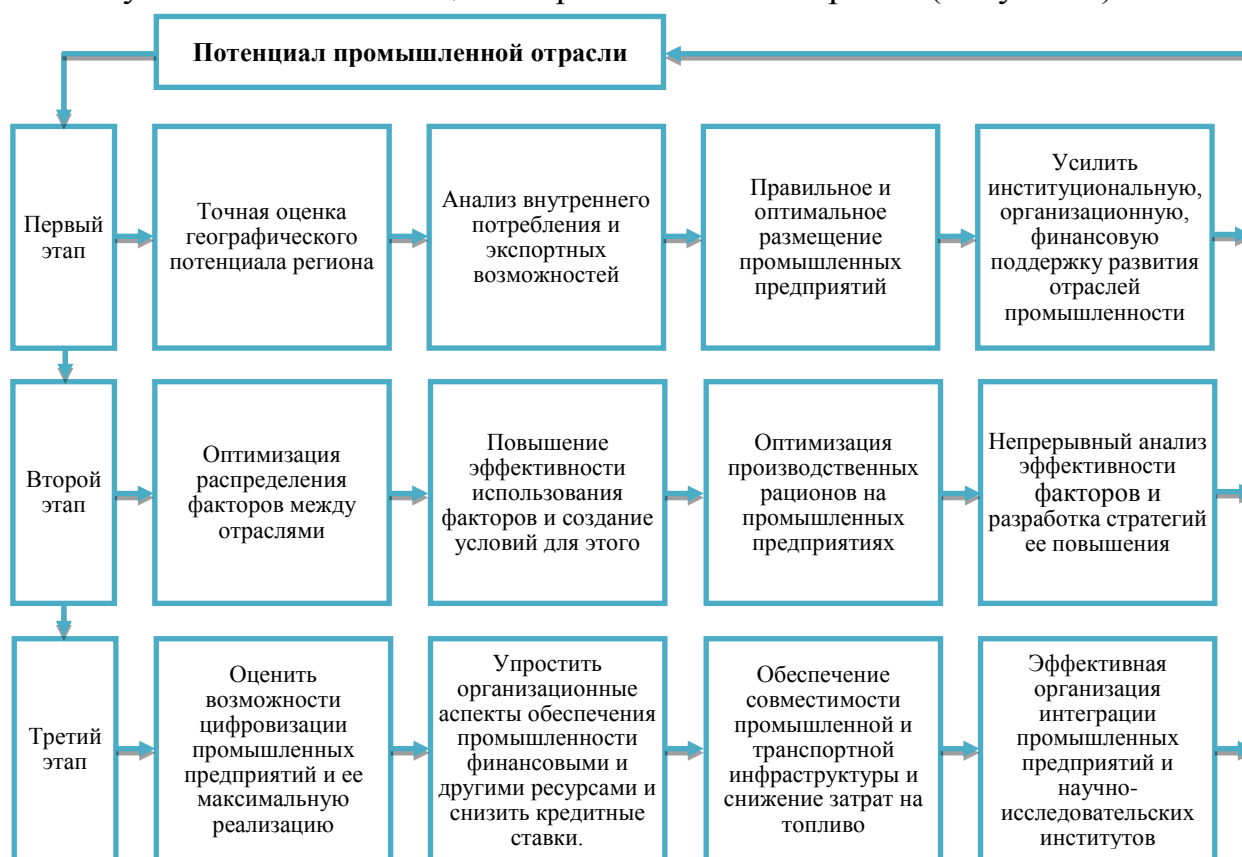 Потенциал промышленной отрасли
Первый
этап
Точная оценка
географического
потенциала региона
Анализ внутреннего
потребления и
экспортных
возможностей
Правильное и
оптимальное
размещение
промышленных
предприятий
Усилить
институциональную,
организационную,
финансовую
поддержку развития
отраслей
промышленности
Второй
этап
Оптимизация
распределения
факторов между
отраслями
Повышение
эффективности
использования
факторов и создание
условий для этого
Оптимизация
производственных
рационов на
промышленных
предприятиях
Непрерывный анализ
эффективности
факторов и
разработка стратегий
ее повышения
Третий
этап
Оценить
возможности
цифровизации
промышленных
предприятий и ее
максимальную
реализацию
Упростить
организационные
аспекты обеспечения
промышленности
финансовыми и
другими ресурсами и
снизить кредитные
ставки.
Обеспечение
совместимости
промышленной и
транспортной
инфраструктуры и
снижение затрат на
топливо
Эффективная
организация
интеграции
промышленных
предприятий и
научно-
исследовательских
институтов